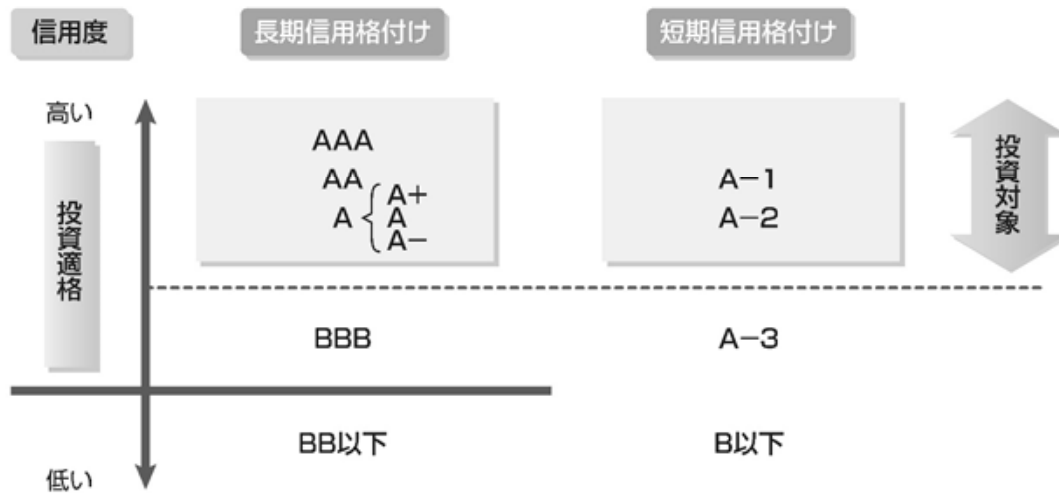 信用度
長期信用格付け
短期信用格付け
高い
投資適格
AAA
AA
A { A+
A
A−
A−1
A−2
投資対象
BBB
A−3
BB以下
B以下
低い